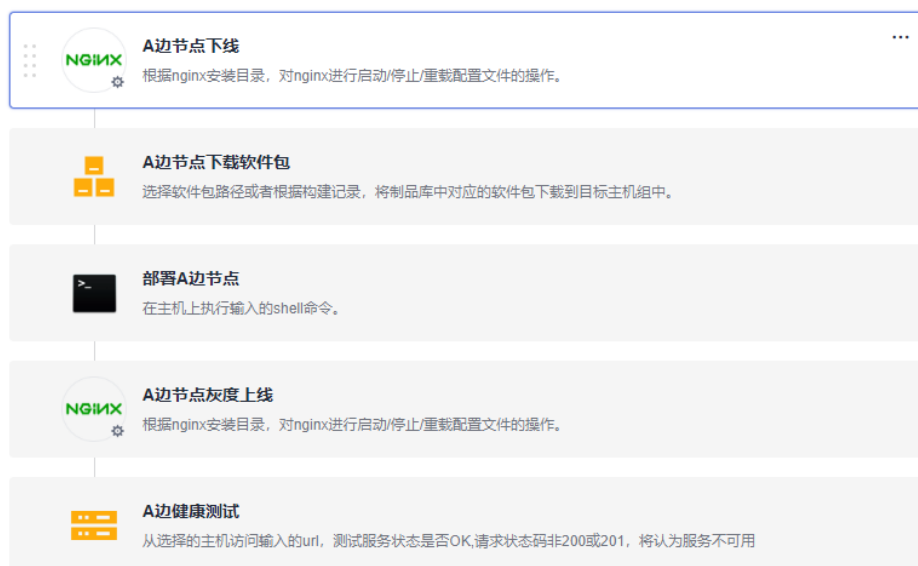 NGINX
A边节点下线
根据nginx安装目录，对nginx进行启动/停止/重载配置文件的操作。
A边节点下载软件包
选择软件包路径或者根据构建记录，将制品库中对应的软件包下载到目标主机组中。
>_
部署A边节点
在主机上执行输入的shell命令。
NGINX
A边节点灰度上线
根据nginx安装目录，对nginx进行启动/停止/重载配置文件的操作。
A边健康测试
从选择的主机访问输入的url，测试服务状态是否OK,请求状态码非200或201，将认为服务不可用